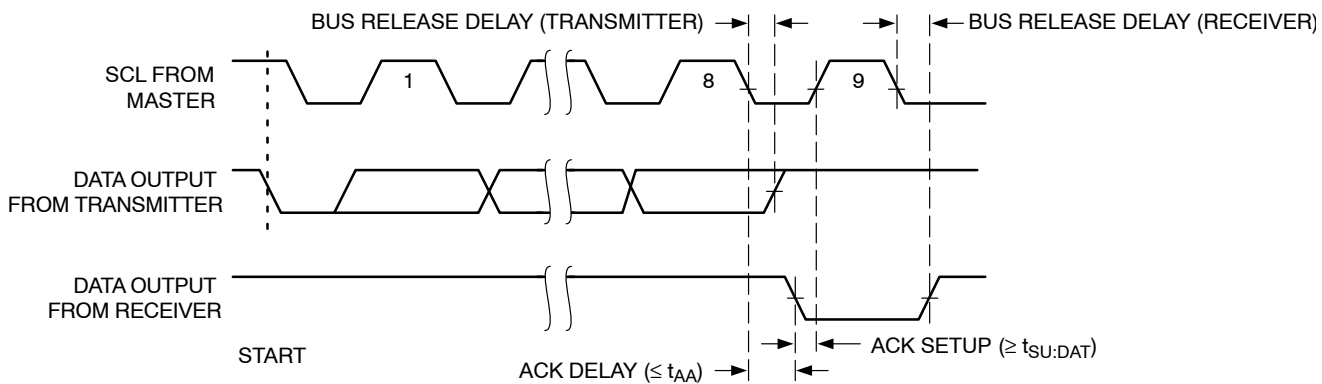 BUS RELEASE DELAY (TRANSMITTER)
BUS RELEASE DELAY (RECEIVER)
SCL FROM
MASTER
1
8
9
DATA OUTPUT
FROM TRANSMITTER
DATA OUTPUT
FROM RECEIVER
START
ACK SETUP (≥ tSU:DAT)
ACK DELAY (≤ tAA)